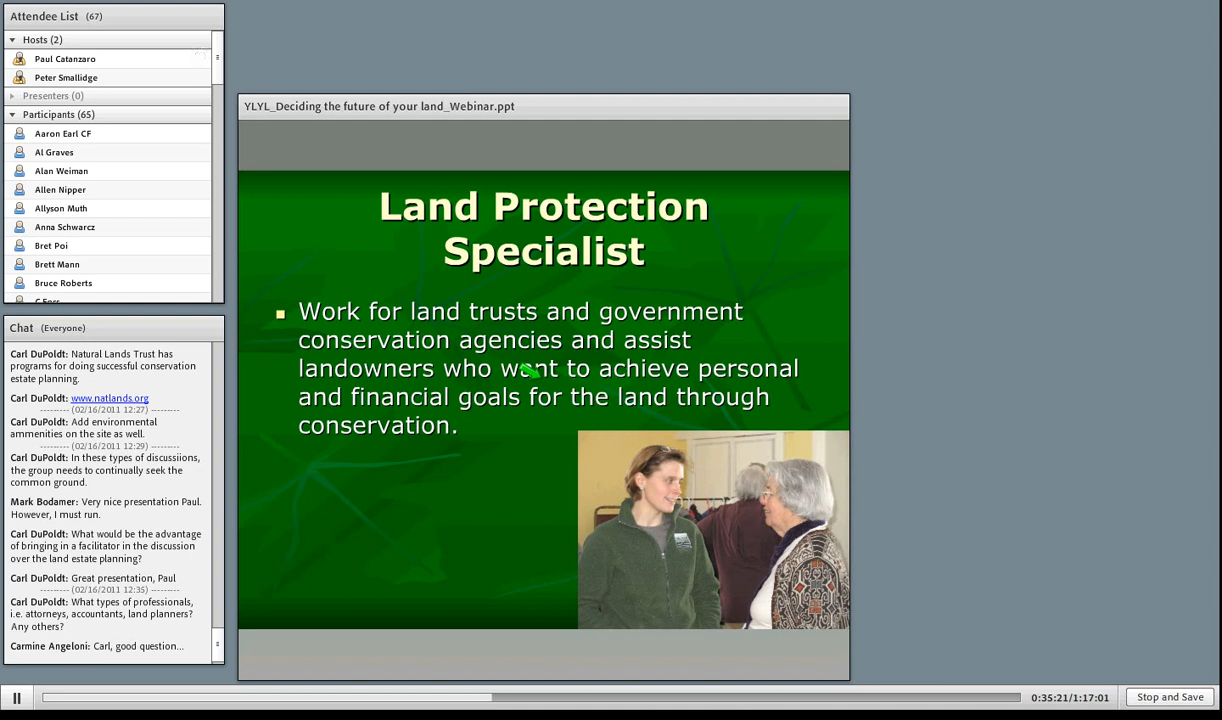 Attendee List (67)
Hosts (2)
Paul Catanzaro
Peter Smallidge
Presenters (0)
Participants (65)
Aaron Earl CF
Al Graves
Alan Weiman
Allen Nipper
Allyson Muth
Anna Schwarcz
Bret Poi
Brett Mann
Bruce Roberts
Chat (Everyone)
Carl DuPoldt: Natural Lands Trust has
programs for doing successful conservation
estate planning.
Carl DuPoldt: www.natlands.org
--------- (02/16/2011 12:27) ---------
Carl DuPoldt: Add environmental
ammenities on the site as well.
--------- (02/16/2011 12:29) ---------
Carl DuPoldt: In these types of discussiions,
the group needs to continually seek the
common ground.
Mark Bodamer: Very nice presentation Paul.
However, I must run.
Carl DuPoldt: What would be the advantage
of bringing in a facilitator in the discussion
over the land estate planning?
Carl DuPoldt: Great presentation, Paul
--------- (02/16/2011 12:35) ---------
Carl DuPoldt: What types of professionals,
i.e. attorneys, accountants, land planners?
Any others?
Carmine Angeloni: Carl, good question...
YLYL_Deciding the future of your land_Webinar.ppt
Land Protection
Specialist
Work for land trusts and government
conservation agencies and assist
landowners who want to achieve personal
and financial goals for the land through
conservation.
0:35:21/1:17:01
Stop and Save